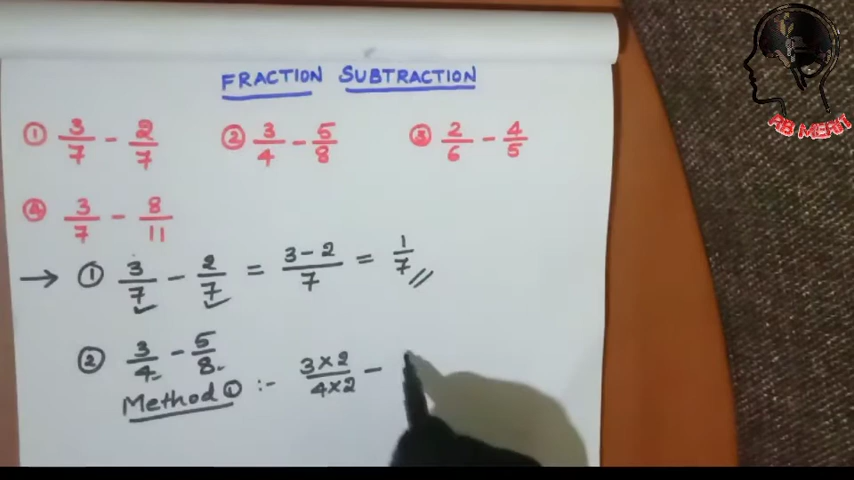 FRACTION SUBTRACTION
① 3/7 - 2/7 ② 3/4 - 5/8 ③ 2/6 - 4/5
④ 3/7 - 8/11
→ ① 3/7 - 2/7 = 3-2/7 = 1/7 //
② 3/4 - 5/8
Method ① :- 3×2/4×2 -
RB MERIT